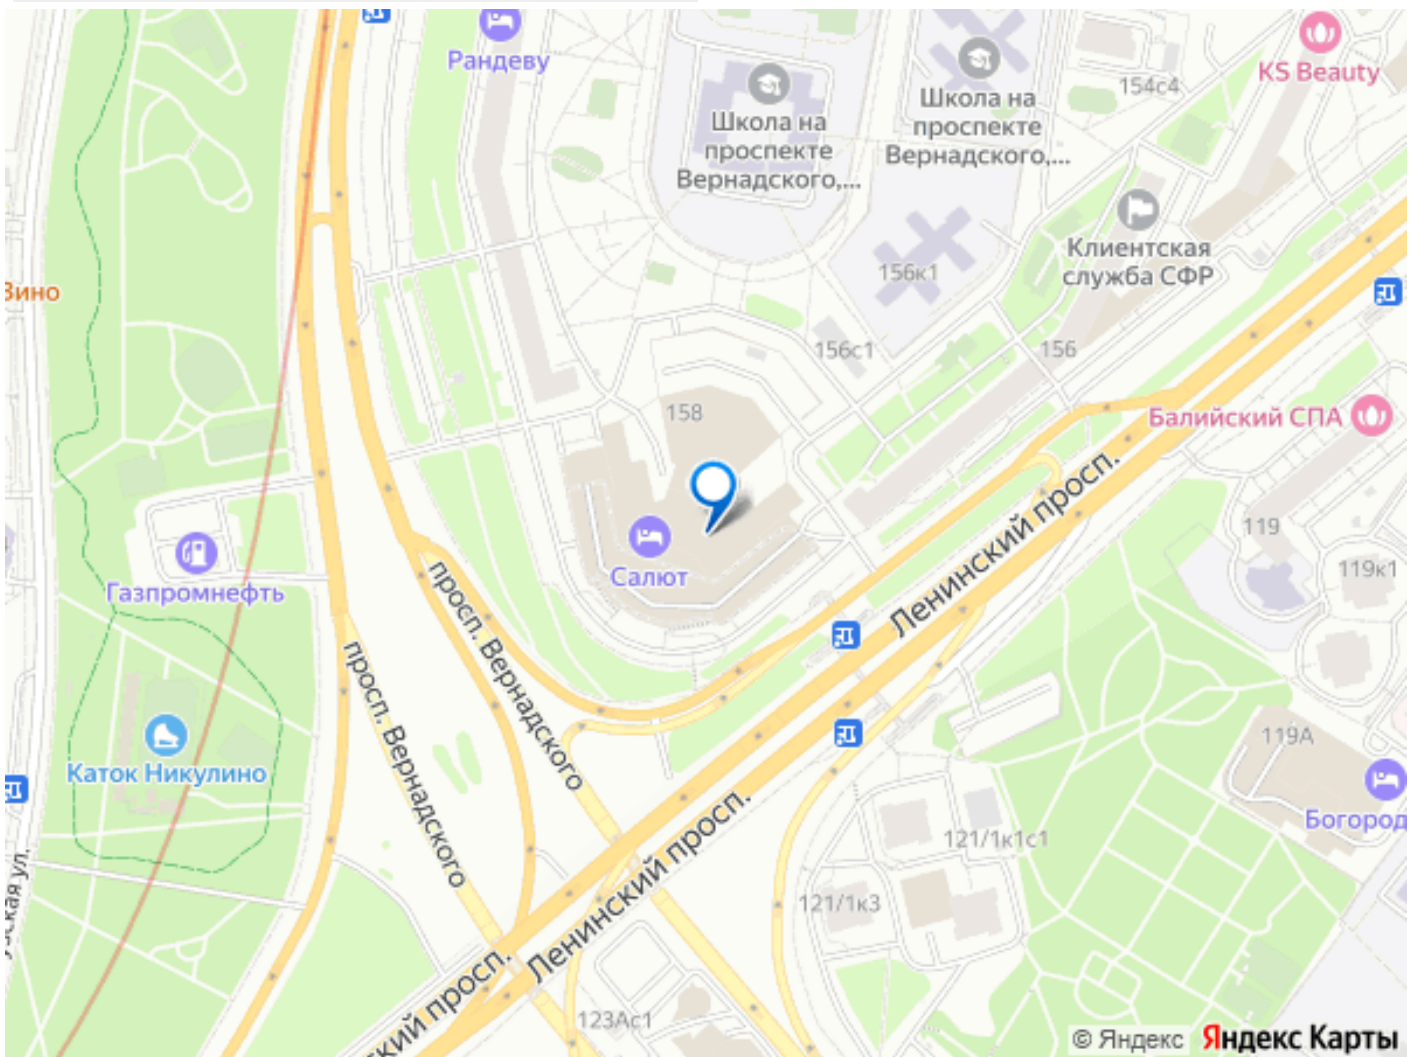 Рандеву
KS Beauty
154с4
Школа на
проспекте
Вернадского,...
Школа на
проспекте
Вернадского,...
Клиентская
служба СФР
156к1
Вино
156с1
156
158
Балийский СПА
Ленинский просп.
119
119к1
Салют
Газпромнефть
просп. Вернадского
просп. Вернадского
Каток Никулино
119А
Богород
Ленинский просп.
121/1к1с1
121/1к3
просп.
123Ас1
© Яндекс Яндекс Карты